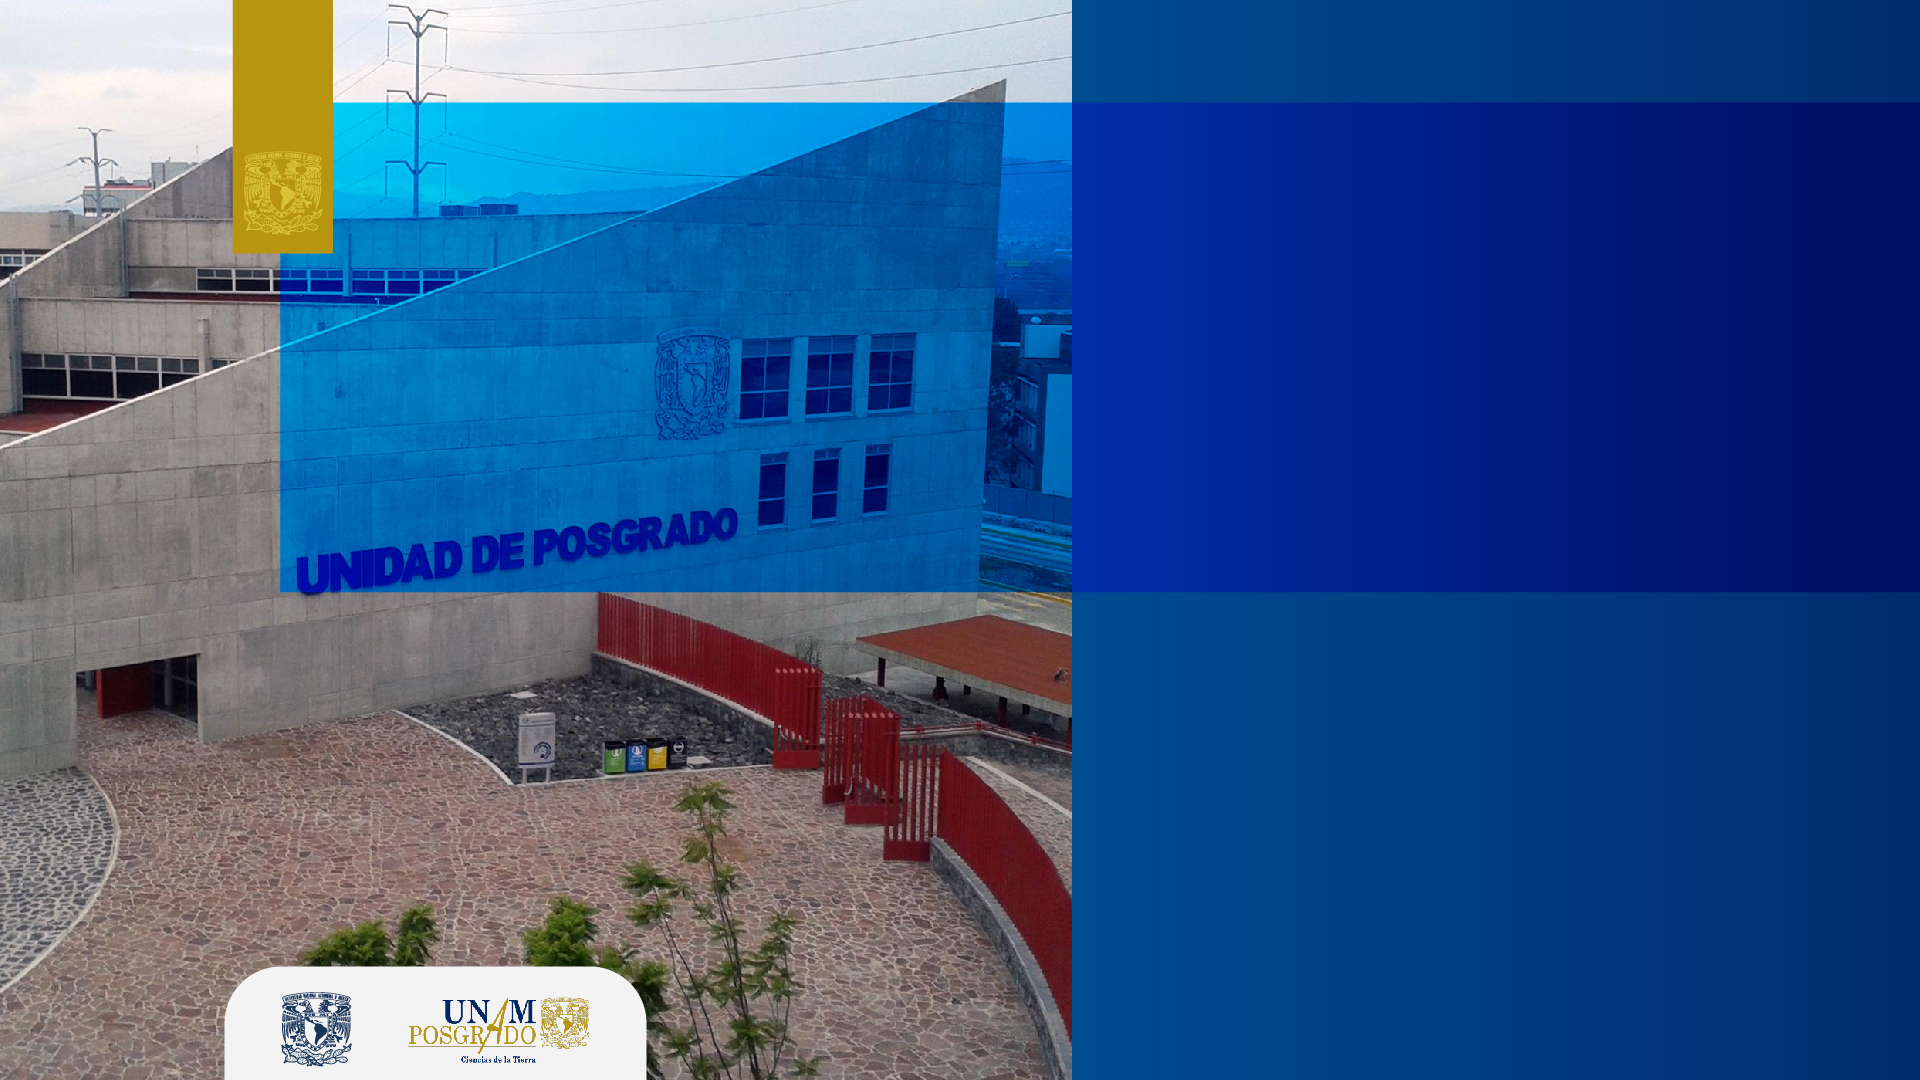 UNIDAD DE POSGRADO
UNAM
POSGRADO
Ciencias de la Tierra